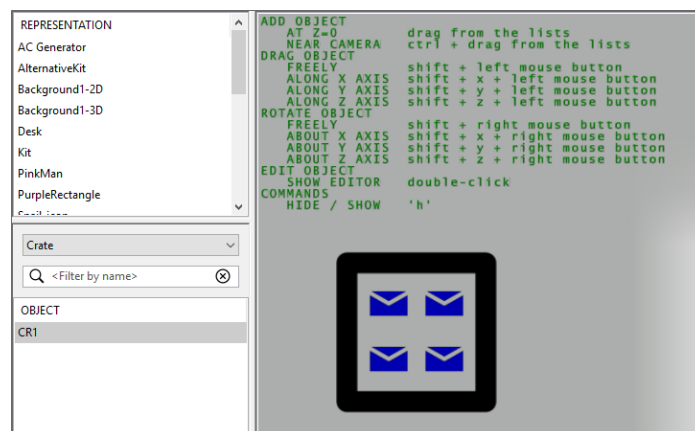 REPRESENTATION
AC Generator
AlternativeKit
Background1-2D
Background1-3D
Desk
Kit
PinkMan
PurpleRectangle
Crate
<Filter by name>
OBJECT
CR1
ADD OBJECT
AT Z=0 drag from the lists
NEAR CAMERA ctrl + drag from the lists
DRAG OBJECT
FREELY shift + left mouse button
ALONG X AXIS shift + x + left mouse button
ALONG Y AXIS shift + y + left mouse button
ALONG Z AXIS shift + z + left mouse button
ROTATE OBJECT
FREELY shift + right mouse button
ABOUT X AXIS shift + x + right mouse button
ABOUT Y AXIS shift + y + right mouse button
ABOUT Z AXIS shift + z + right mouse button
EDIT OBJECT
SHOW EDITOR double-click
COMMANDS
HIDE / SHOW 'h'